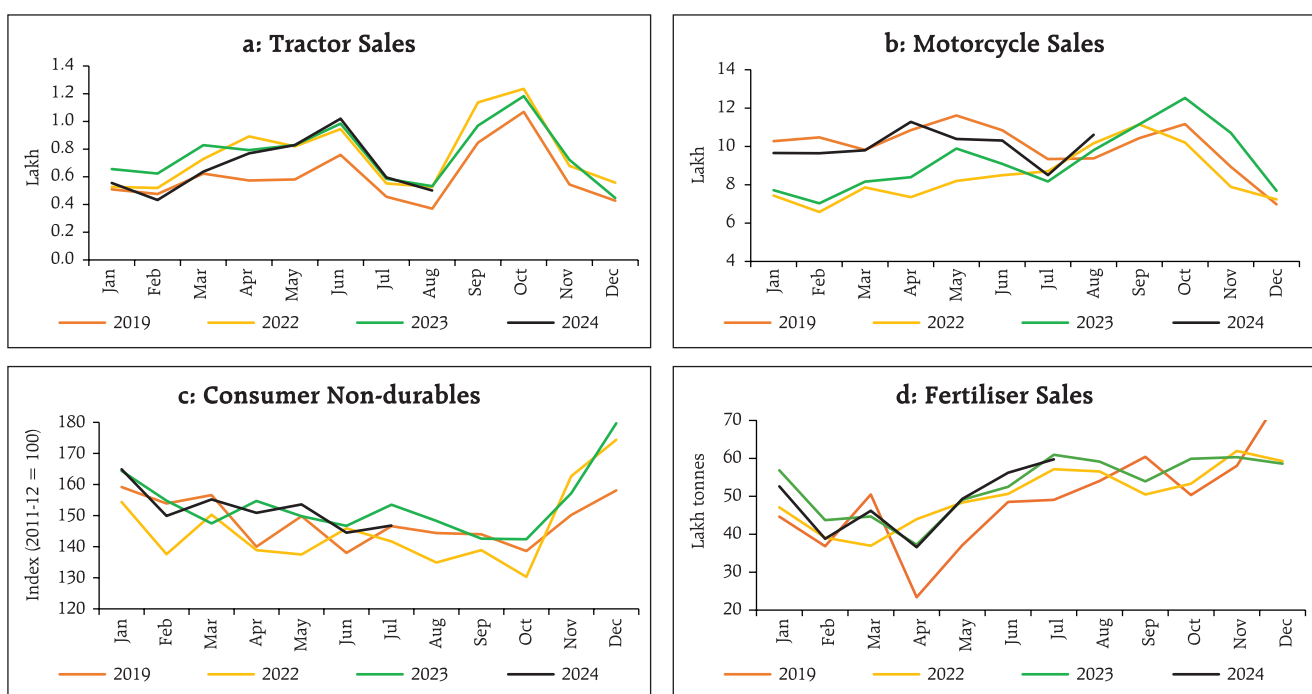 a: Tractor Sales
Lakh
1.4
1.2
1.0
0.8
0.6
0.4
0.2
0.0
Jan Feb Mar Apr May Jun Jul Aug Sep Oct Nov Dec
2019 2022 2023 2024
b: Motorcycle Sales
Lakh
14
12
10
8
6
4
Jan Feb Mar Apr May Jun Jul Aug Sep Oct Nov Dec
2019 2022 2023 2024
c: Consumer Non-durables
Index (2011-12 = 100)
180
170
160
150
140
130
120
Jan Feb Mar Apr May Jun Jul Aug Sep Oct Nov Dec
2019 2022 2023 2024
d: Fertiliser Sales
Lakh tonnes
70
60
50
40
30
20
Jan Feb Mar Apr May Jun Jul Aug Sep Oct Nov Dec
2019 2022 2023 2024